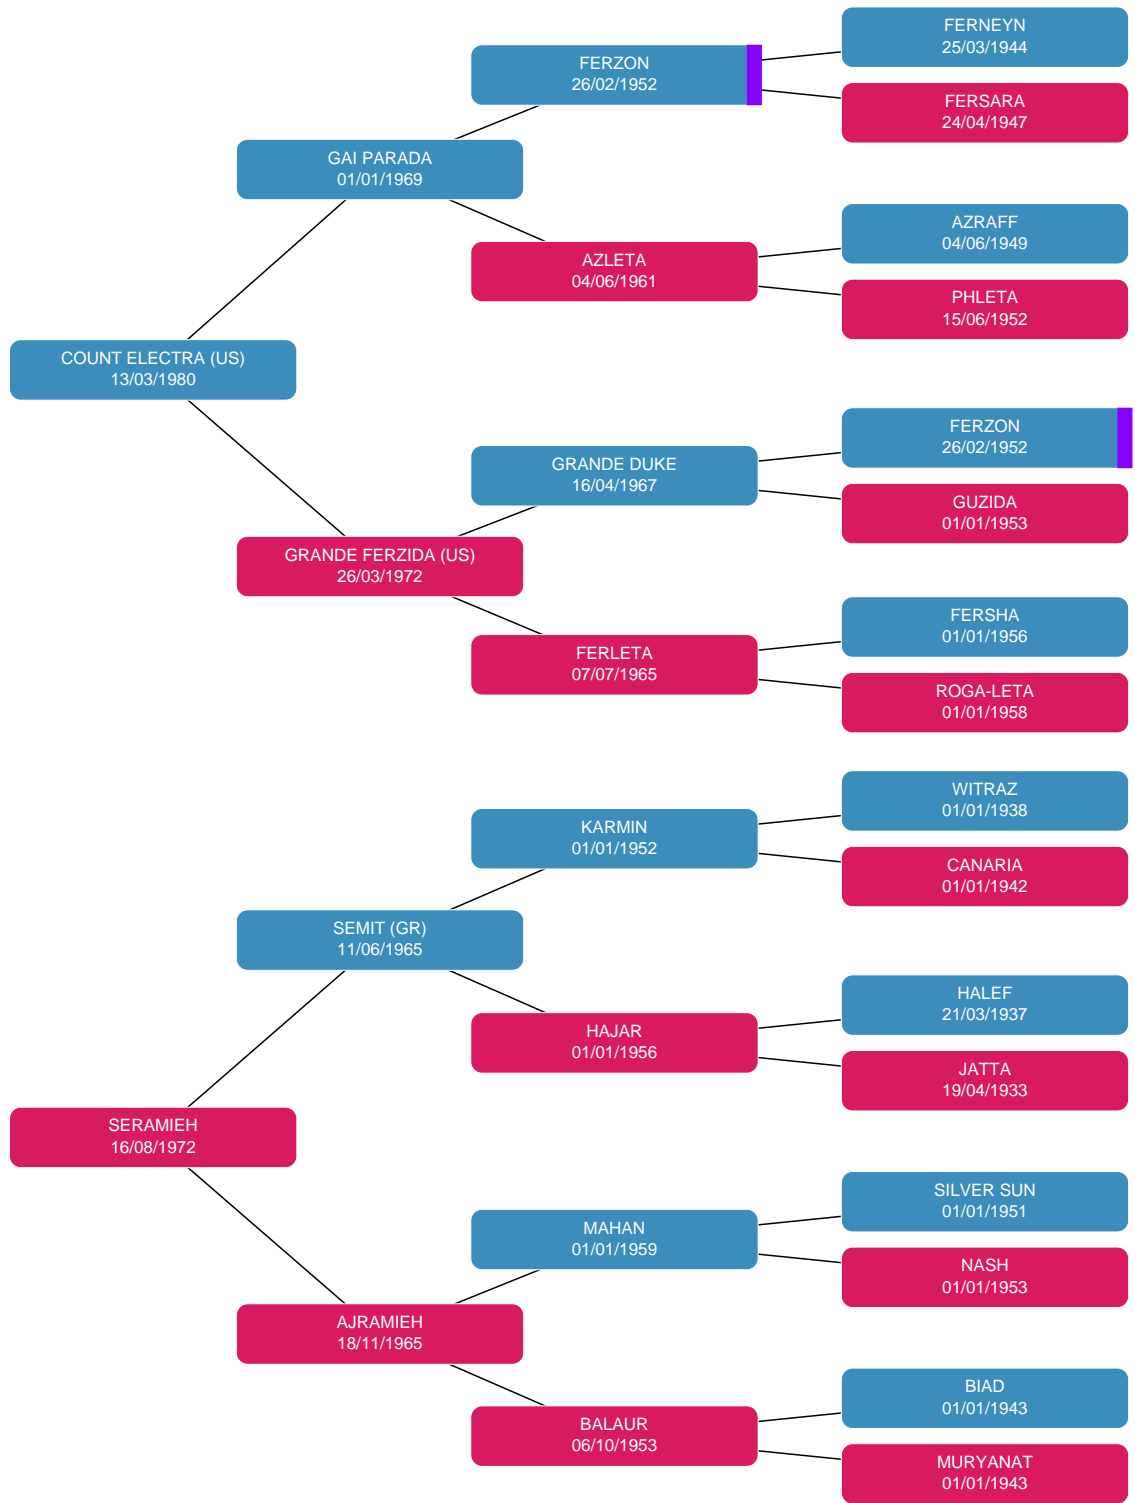 FERNEYN
25/03/1944
FERZON
26/02/1952
FERSARA
24/04/1947
GAI PARADA
01/01/1969
AZRAFF
04/06/1949
AZLETA
04/06/1961
PHLETA
15/06/1952
COUNT ELECTRA (US)
13/03/1980
FERZON
26/02/1952
GRANDE DUKE
16/04/1967
GUZIDA
01/01/1953
GRANDE FERZIDA (US)
26/03/1972
FERSHA
01/01/1956
FERLETA
07/07/1965
ROGA-LETA
01/01/1958
WITRAZ
01/01/1938
KARMIN
01/01/1952
CANARIA
01/01/1942
SEMIT (GR)
11/06/1965
HALEF
21/03/1937
HAJAR
01/01/1956
JATTA
19/04/1933
SERAMIEH
16/08/1972
SILVER SUN
01/01/1951
MAHAN
01/01/1959
NASH
01/01/1953
AJRAMIEH
18/11/1965
BIAD
01/01/1943
BALAUR
06/10/1953
MURYANAT
01/01/1943